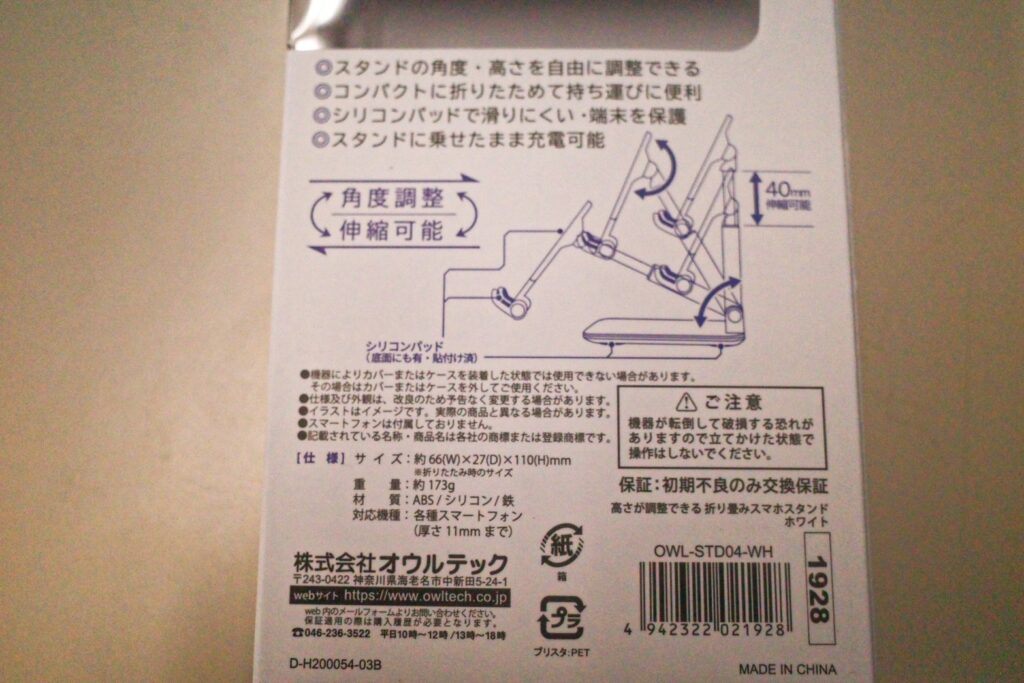 ◎スタンドの角度・高さを自由に調整できる
◎コンパクトに折りたためて持ち運びに便利
◎シリコンパッドで滑りにくい・端末を保護
◎スタンドに乗せたまま充電可能
角度調整
伸縮可能
40mm
伸縮可能
シリコンパッド
(底面にも有・貼付け済)
●機器によりカバーまたはケースを装着した状態では使用できない場合があります。
その場合はカバーまたはケースを外してご使用ください。
●仕様及び外観は、改良のため予告なく変更する場合があります。
●イラストはイメージです。実際の商品と異なる場合があります。
●スマートフォンは付属しておりません。
●記載されている名称・商品名は各社の商標または登録商標です。
⚠ご注意
機器が転倒して破損する恐れが
ありますので立てかけた状態で
操作はしないでください。
[仕様] サイズ:約66(W)×27(D)×110(H)mm
※折りたたみ時のサイズ
重量:約173g
材質:ABS/シリコン/鉄
対応機種:各種スマートフォン
(厚さ11mmまで)
保証:初期不良のみ交換保証
高さが調整できる 折り畳みスマホスタンド
ホワイト
OWL-STD04-WH
4 942322 021928
1928
株式会社オウルテック
〒243-0422 神奈川県海老名市中新田5-24-1
webサイト https://www.owltech.co.jp
web内のメールフォームよりお問い合わせください。
保証適用の際は購入履歴が必要となります。
☎046-236-3522 平日10時～12時/13時～18時
紙
箱
プラ
ブリスタ:PET
D-H200054-03B
MADE IN CHINA